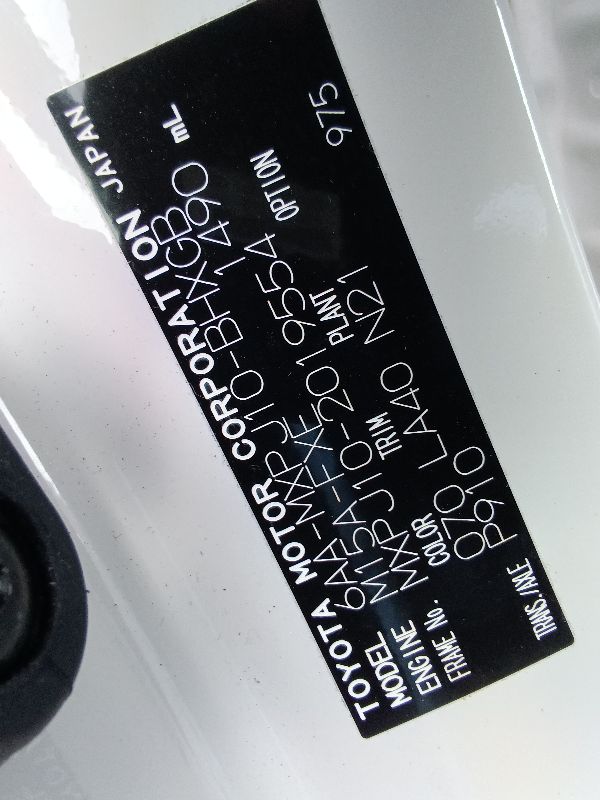 TOYOTA MOTOR CORPORATION JAPAN
MODEL 6AA-MXPJ10-BHXGB
ENGINE M15A-FXE 1490 mL
FRAME No. MXPJ10-2019554
COLOR TRIM PLANT OPTION
070 LA40 N21 975
TRANS./AXLE P910